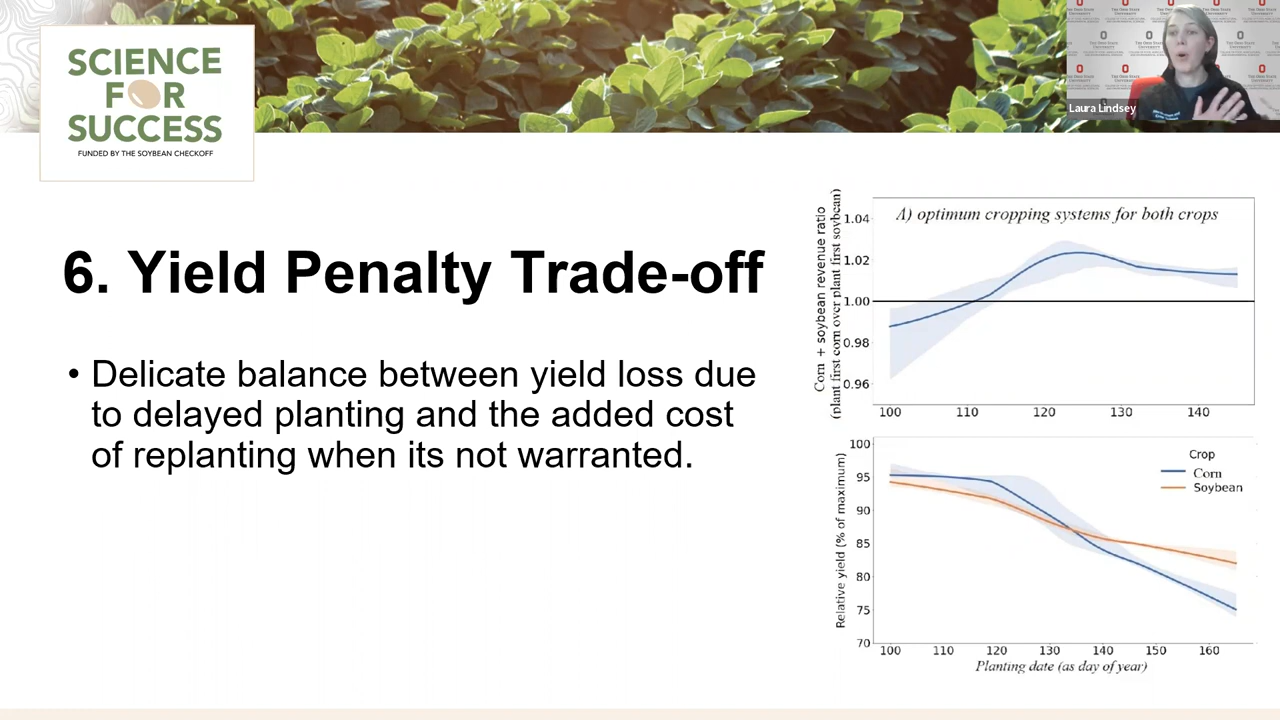 SCIENCE
FOR
SUCCESS
FUNDED BY THE SOYBEAN CHECKOFF
Laura Lindsey
6. Yield Penalty Trade-off
• Delicate balance between yield loss due
to delayed planting and the added cost
of replanting when its not warranted.
A) optimum cropping systems for both crops
Corn + soybean revenue ratio
(plant first corn over plant first soybean)
1.04
1.02
1.00
0.98
0.96
100 110 120 130 140
Relative yield (% of maximum)
100
95
90
85
80
75
70
Crop
Corn
Soybean
100 110 120 130 140 150 160
Planting date (as day of year)